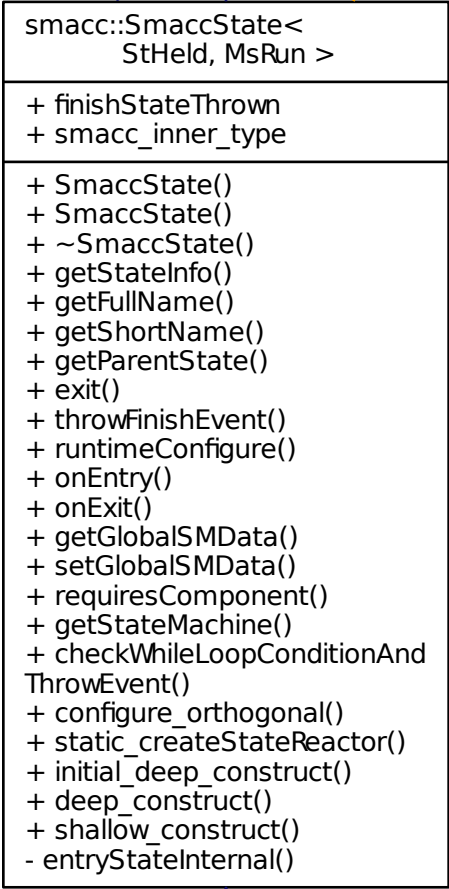 smacc::SmaccState<
StHeld, MsRun >
+ finishStateThrown
+ smacc_inner_type
+ SmaccState()
+ SmaccState()
+ ~SmaccState()
+ getStateInfo()
+ getFullName()
+ getShortName()
+ getParentState()
+ exit()
+ throwFinishEvent()
+ runtimeConfigure()
+ onEntry()
+ onExit()
+ getGlobalSMData()
+ setGlobalSMData()
+ requiresComponent()
+ getStateMachine()
+ checkWhileLoopConditionAnd
ThrowEvent()
+ configure_orthogonal()
+ static_createStateReactor()
+ initial_deep_construct()
+ deep_construct()
+ shallow_construct()
- entryStateInternal()